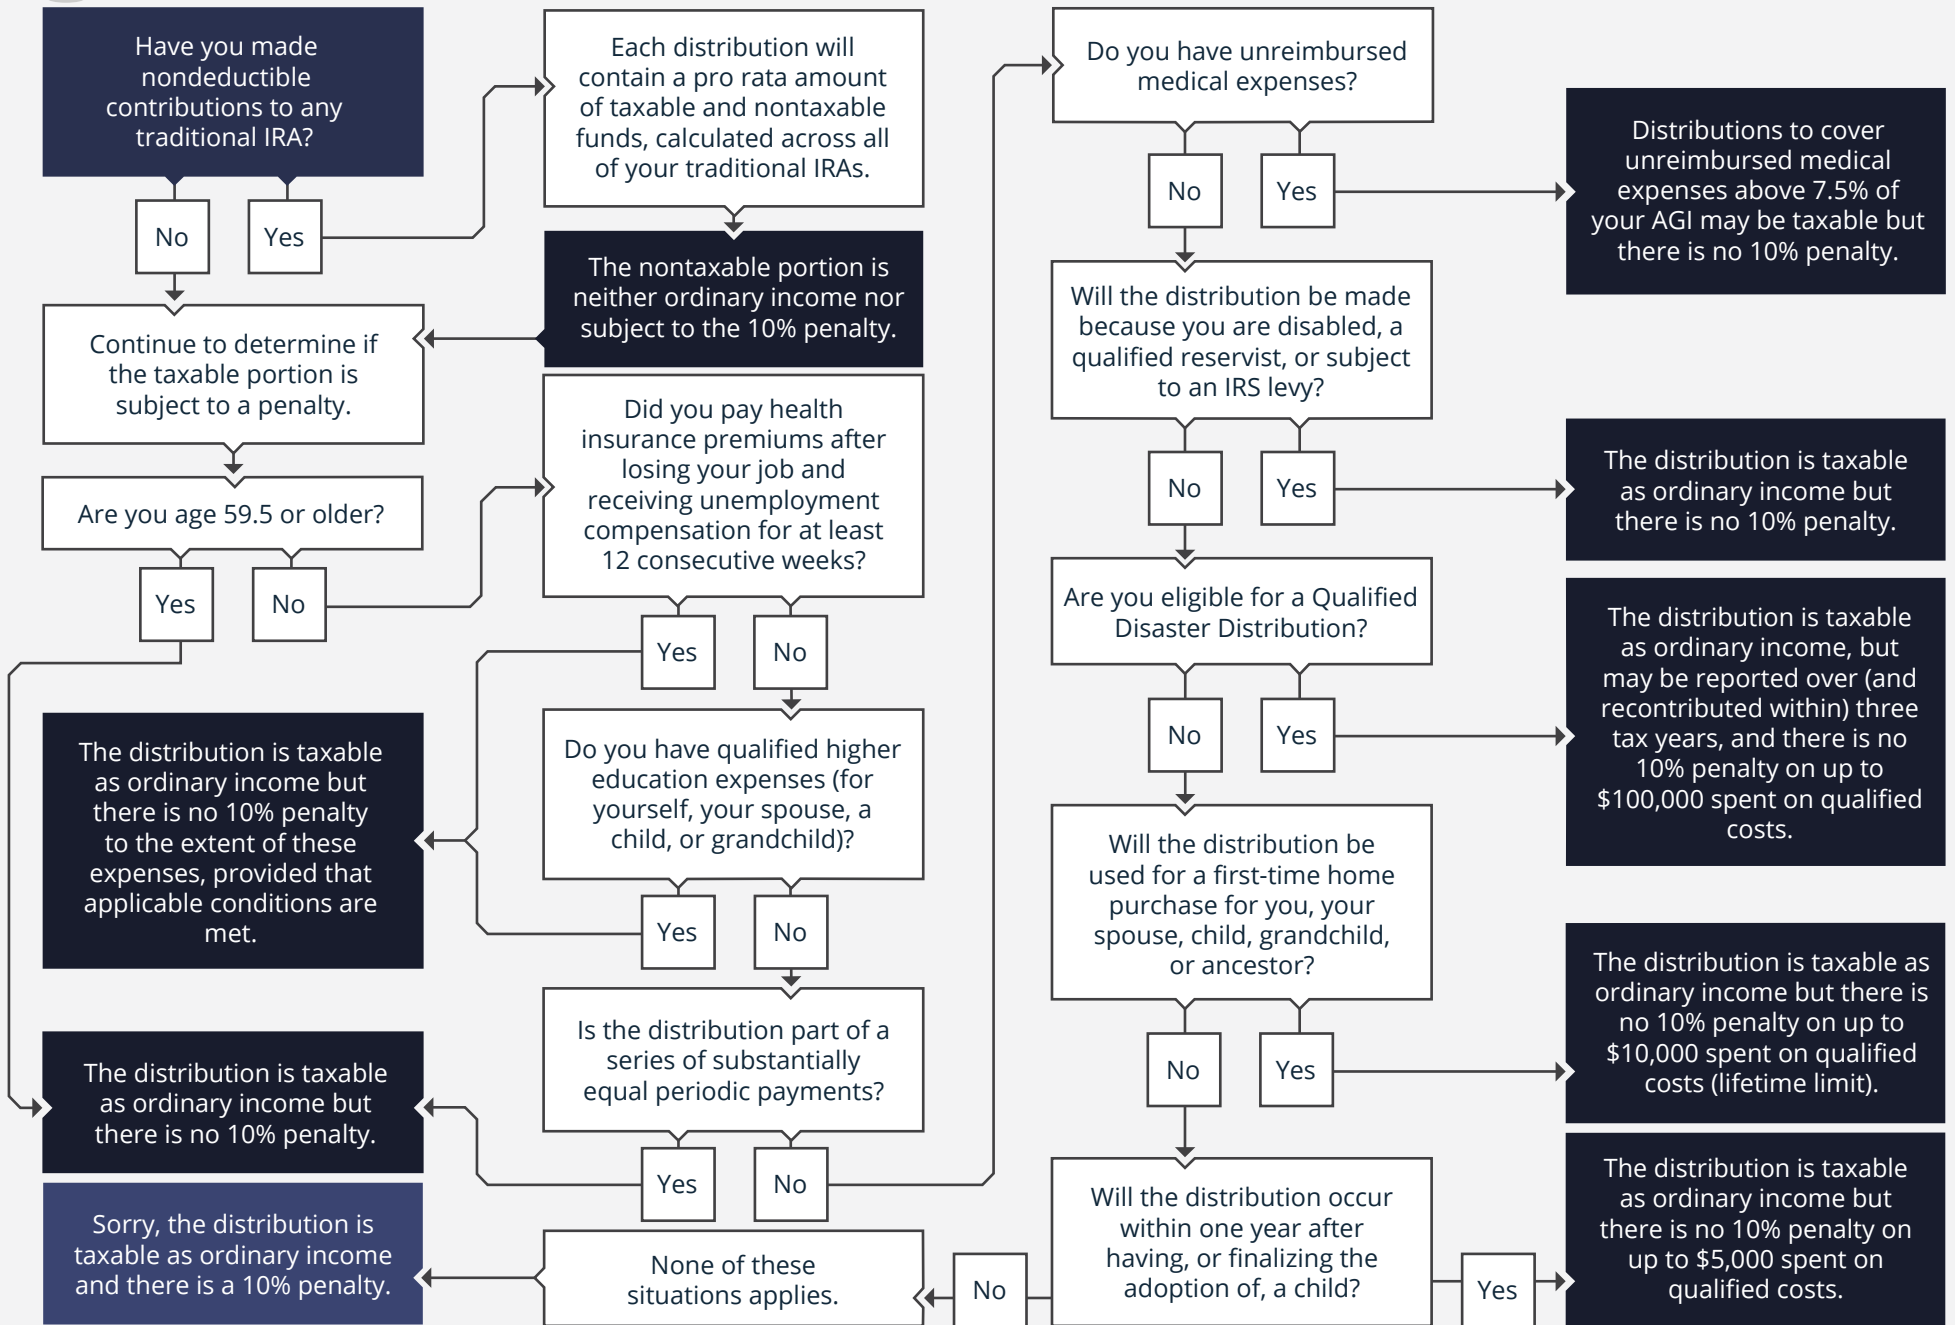 Have you made
nondeductible
contributions to any
traditional IRA?
No
Yes
Each distribution will
contain a pro rata amount
of taxable and nontaxable
funds, calculated across all
of your traditional IRAs.
The nontaxable portion is
neither ordinary income nor
subject to the 10% penalty.
Continue to determine if
the taxable portion is
subject to a penalty.
Are you age 59.5 or older?
Yes
No
Did you pay health
insurance premiums after
losing your job and
receiving unemployment
compensation for at least
12 consecutive weeks?
Yes
No
The distribution is taxable
as ordinary income but
there is no 10% penalty
to the extent of these
expenses, provided that
applicable conditions are
met.
Do you have qualified higher
education expenses (for
yourself, your spouse, a
child, or grandchild)?
Yes
No
Is the distribution part of a
series of substantially
equal periodic payments?
Yes
No
The distribution is taxable
as ordinary income but
there is no 10% penalty.
Do you have unreimbursed
medical expenses?
No
Yes
Distributions to cover
unreimbursed medical
expenses above 7.5% of
your AGI may be taxable but
there is no 10% penalty.
Will the distribution be made
because you are disabled, a
qualified reservist, or subject
to an IRS levy?
No
Yes
The distribution is taxable
as ordinary income but
there is no 10% penalty.
Are you eligible for a Qualified
Disaster Distribution?
No
Yes
The distribution is taxable
as ordinary income, but
may be reported over (and
recontributed within) three
tax years, and there is no
10% penalty on up to
$100,000 spent on qualified
costs.
Will the distribution be
used for a first-time home
purchase for you, your
spouse, child, grandchild,
or ancestor?
No
Yes
The distribution is taxable as
ordinary income but there is
no 10% penalty on up to
$10,000 spent on qualified
costs (lifetime limit).
Will the distribution occur
within one year after
having, or finalizing the
adoption of, a child?
Yes
The distribution is taxable
as ordinary income but
there is no 10% penalty on
up to $5,000 spent on
qualified costs.
No
None of these
situations applies.
Sorry, the distribution is
taxable as ordinary income
and there is a 10% penalty.